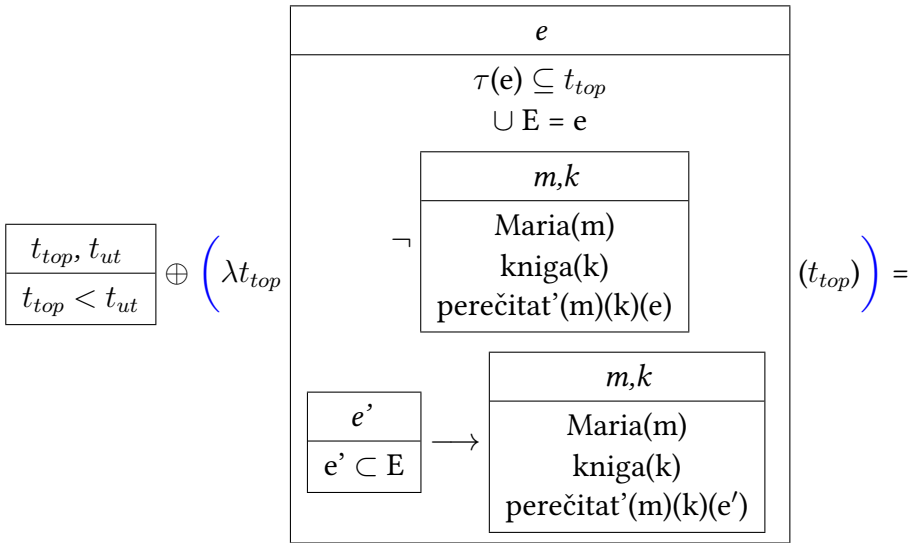 e
τ(e) ⊆ t_top
∪ E = e
m,k
Maria(m)
¬ kniga(k)
perečitat'(m)(k)(e)
t_top, t_ut
t_top < t_ut
⊕ (λt_top
(t_top)) =
e’
e’ ⊂ E
⟶
m,k
Maria(m)
kniga(k)
perečitat’(m)(k)(e′)